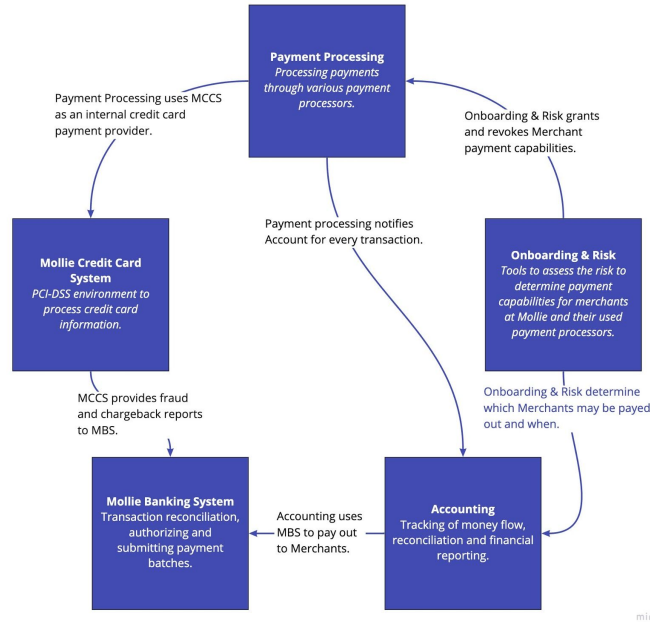 Payment Processing
Processing payments
through various payment
processors.
Payment Processing uses MCCS
as an internal credit card
payment provider.
Onboarding & Risk grants
and revokes Merchant
payment capabilities.
Payment processing notifies
Account for every transaction.
Mollie Credit Card
System
PCI-DSS environment to
process credit card
information.
Onboarding & Risk
Tools to assess the risk to
determine payment
capabilities for merchants
at Mollie and their used
payment processors.
MCCS provides fraud
and chargeback reports
to MBS.
Onboarding & Risk determine
which Merchants may be payed
out and when.
Mollie Banking System
Transaction reconciliation,
authorizing and
submitting payment
batches.
Accounting uses
MBS to pay out
to Merchants.
Accounting
Tracking of money flow,
reconciliation and financial
reporting.